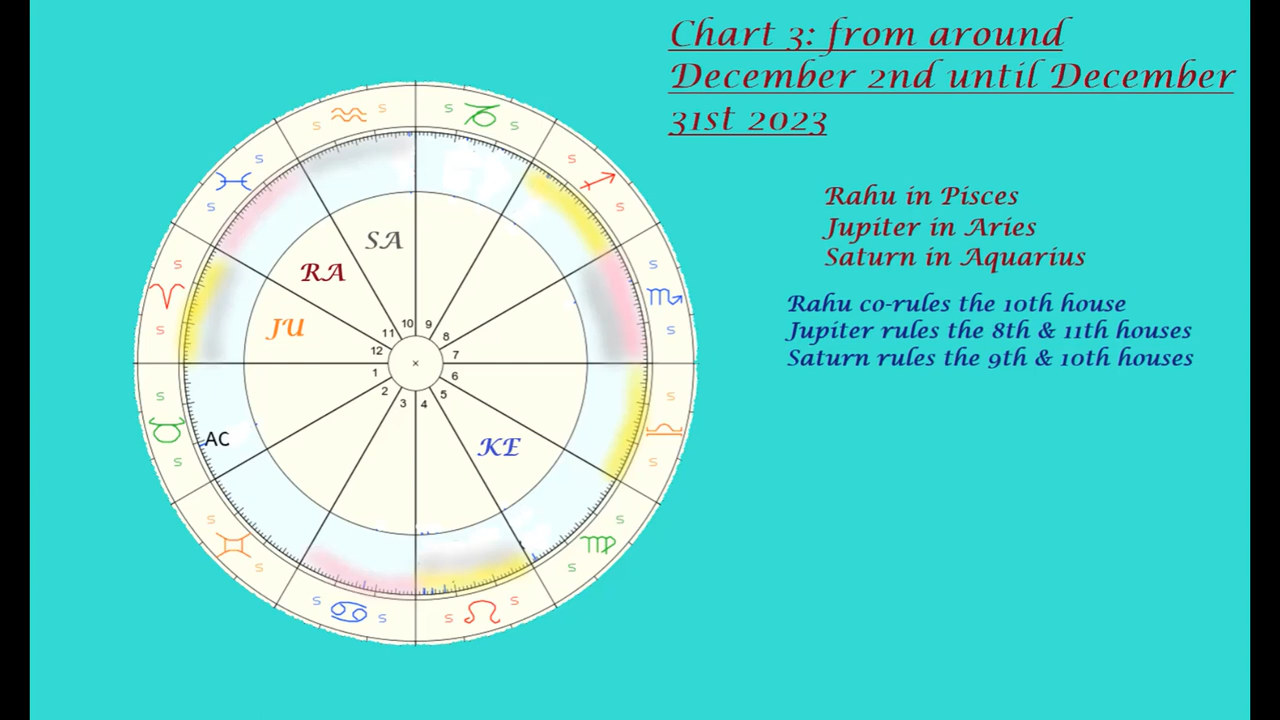 Chart 3: from around
December 2nd until December
31st 2023
Rahu in Pisces
Jupiter in Aries
Saturn in Aquarius
Rahu co-rules the 10th house
Jupiter rules the 8th & 11th houses
Saturn rules the 9th & 10th houses
S S S S
S S
S S
SA
RA
JU
S S
S S
10 9
11 8
12 7
1 6
2 5
3 4
S S
AC
KE
S S
S S
S S
S S S S